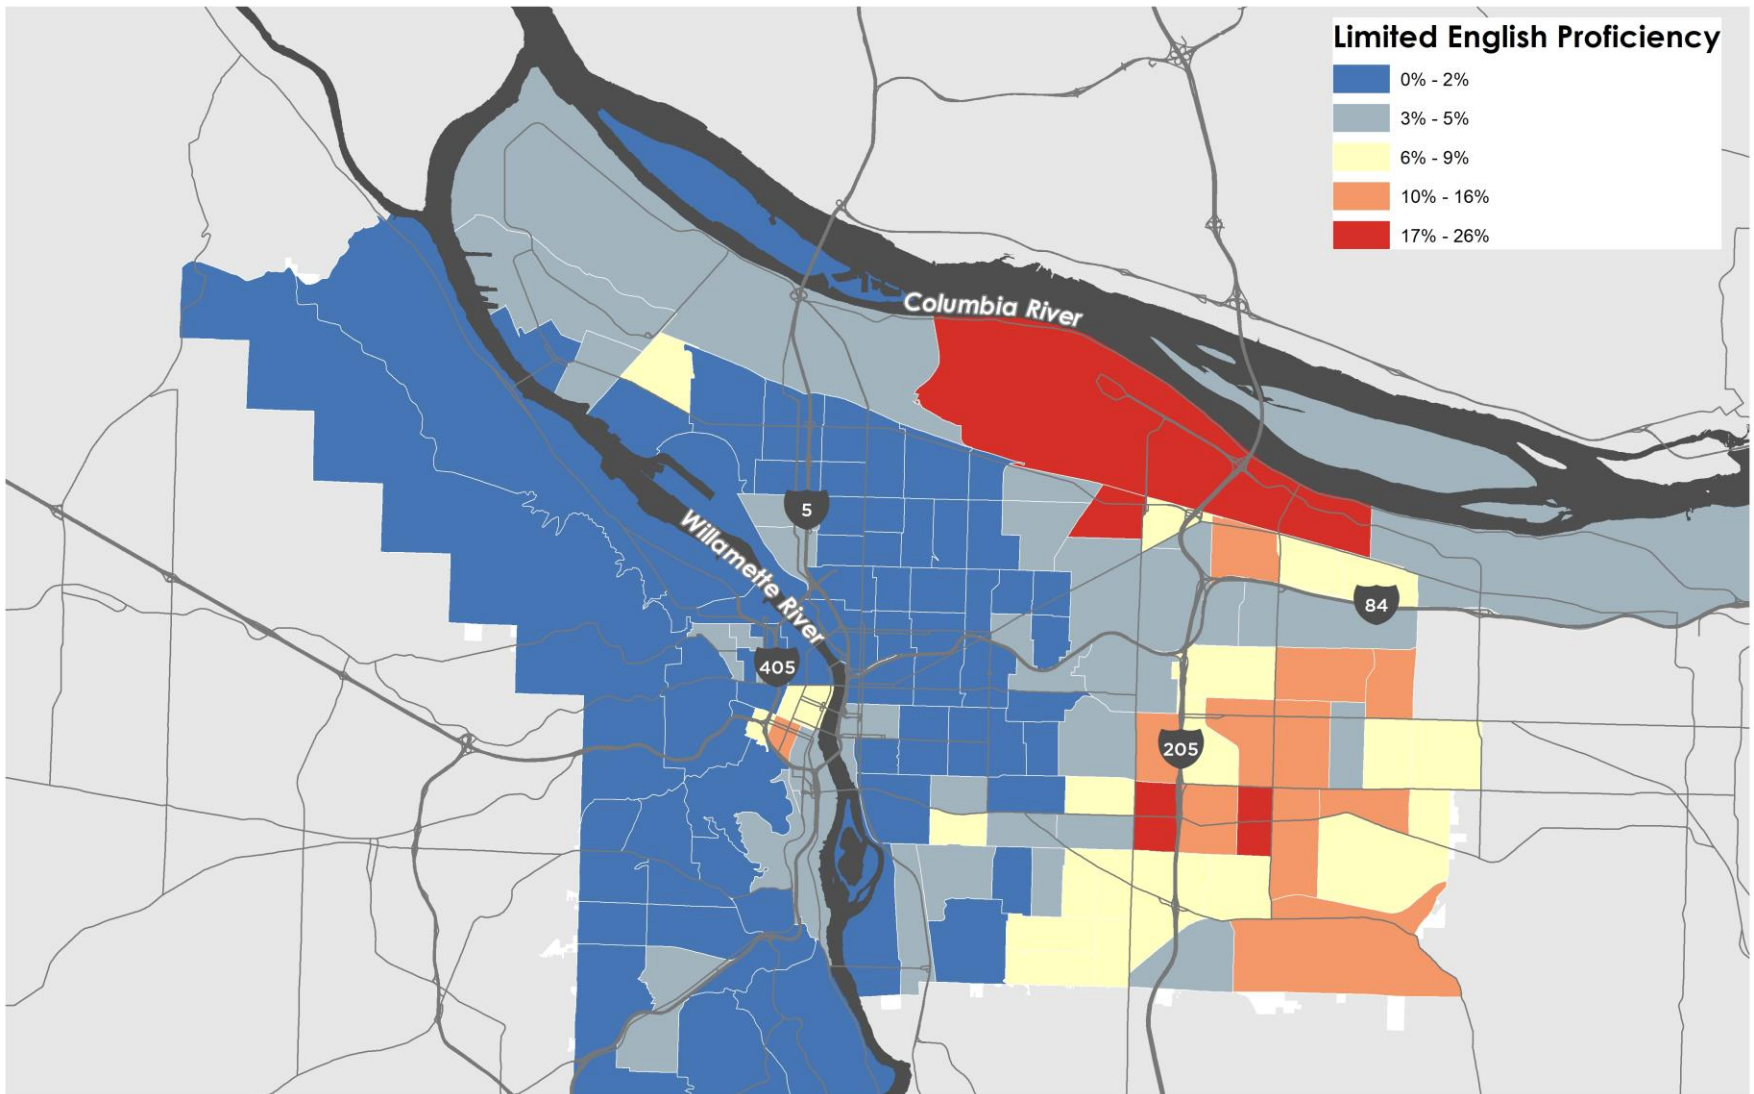 Limited English Proficiency
0% - 2%
3% - 5%
6% - 9%
10% - 16%
17% - 26%
Columbia River
5
Willamette River
84
405
205